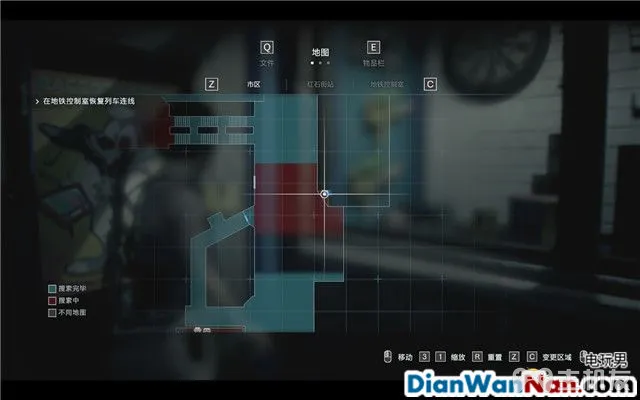 Q
E
文件
地图
物品栏
Z
市区
红石街站
地铁控制室
C
在地铁控制室恢复列车连线
搜索完毕
搜索中
不同地图
移动
3 1 缩放
R 重置
Z C 变更区域
电玩男
DianWanNan.com